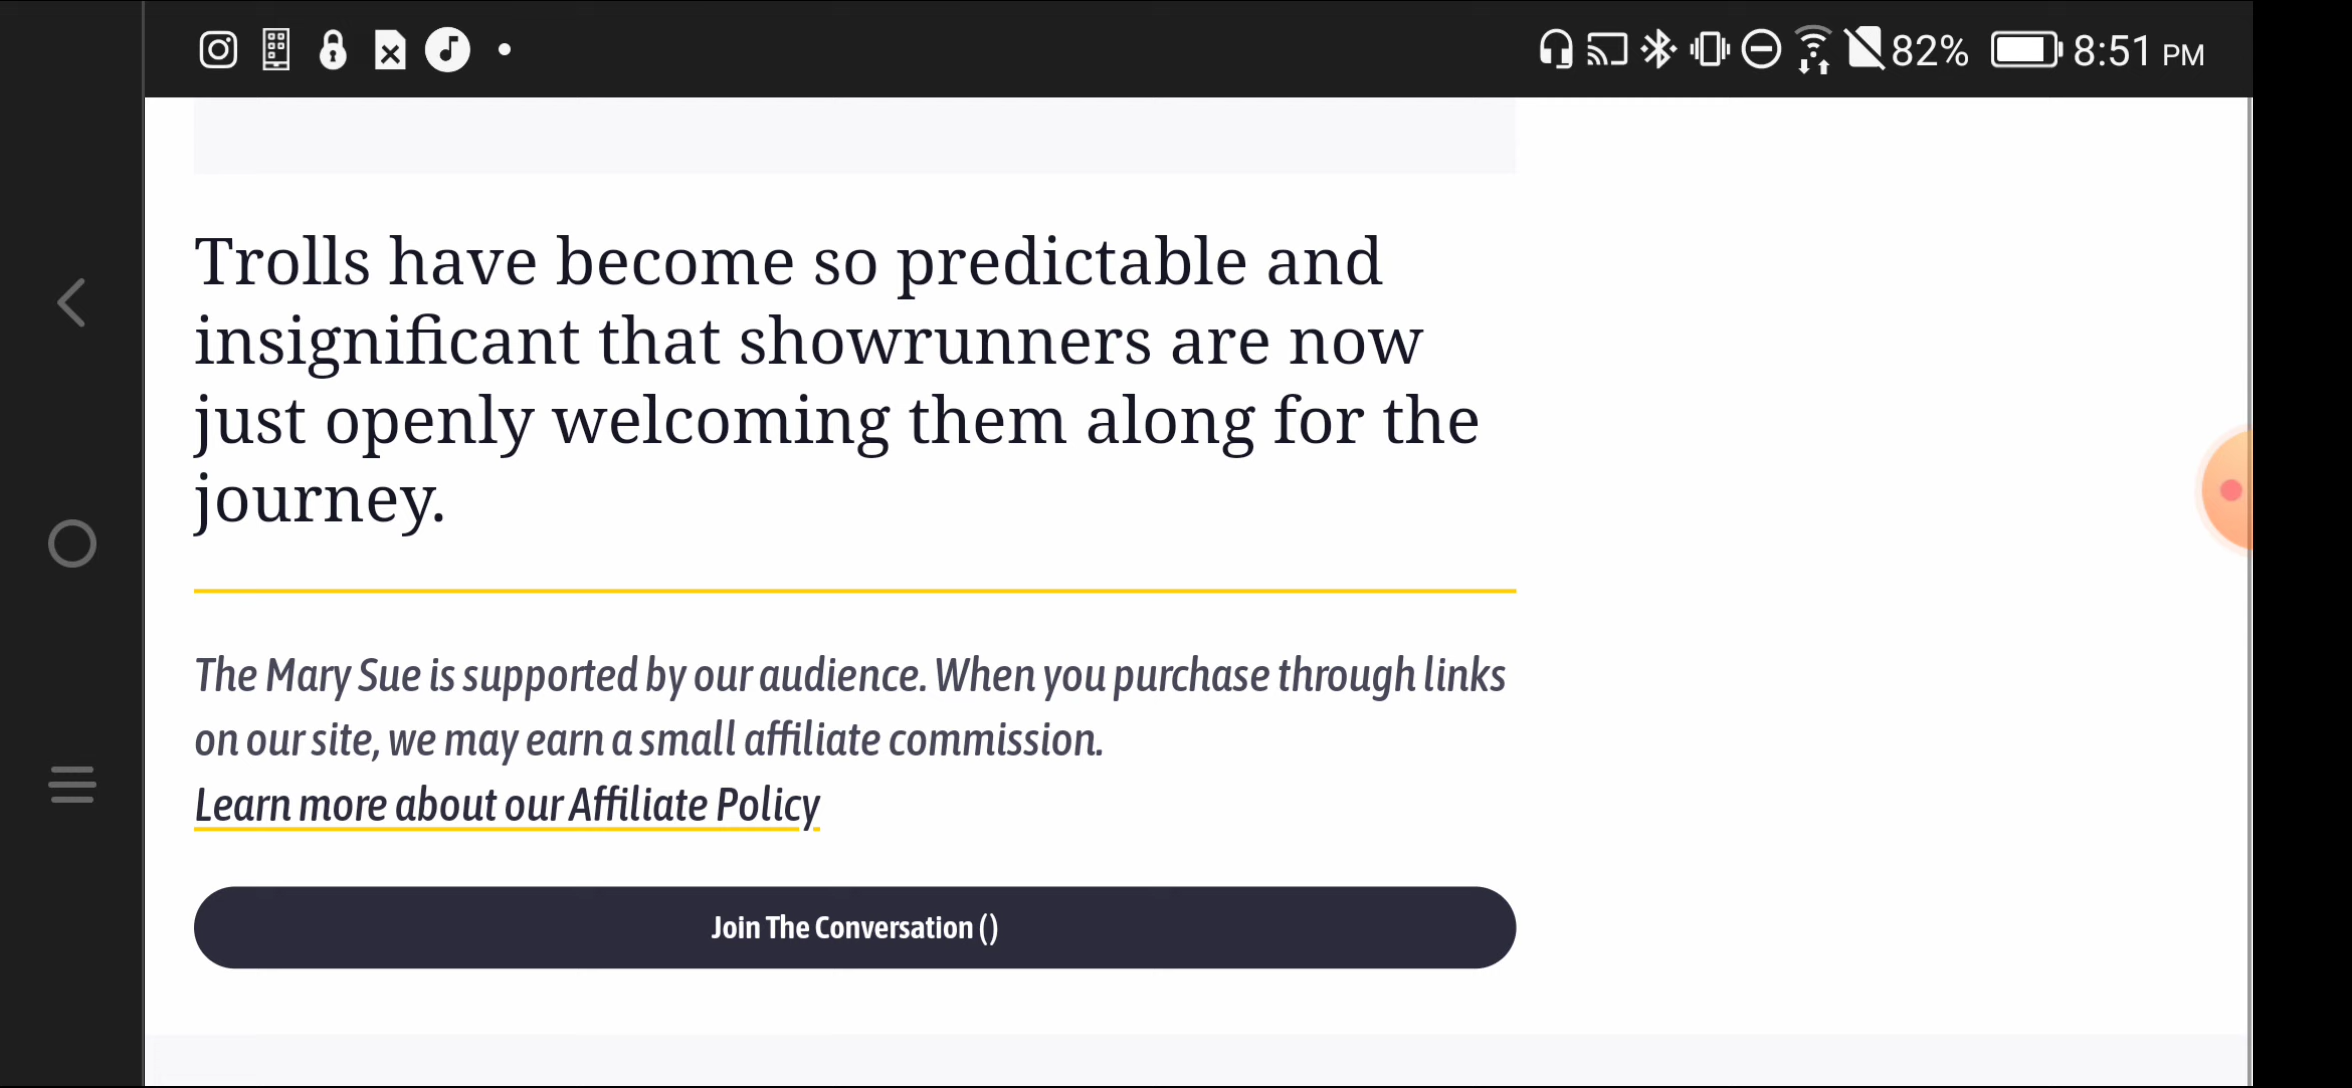 82% 8:51 PM
Trolls have become so predictable and
insignificant that showrunners are now
just openly welcoming them along for the
journey.
The Mary Sue is supported by our audience. When you purchase through links
on our site, we may earn a small affiliate commission.
Learn more about our Affiliate Policy
Join The Conversation ()